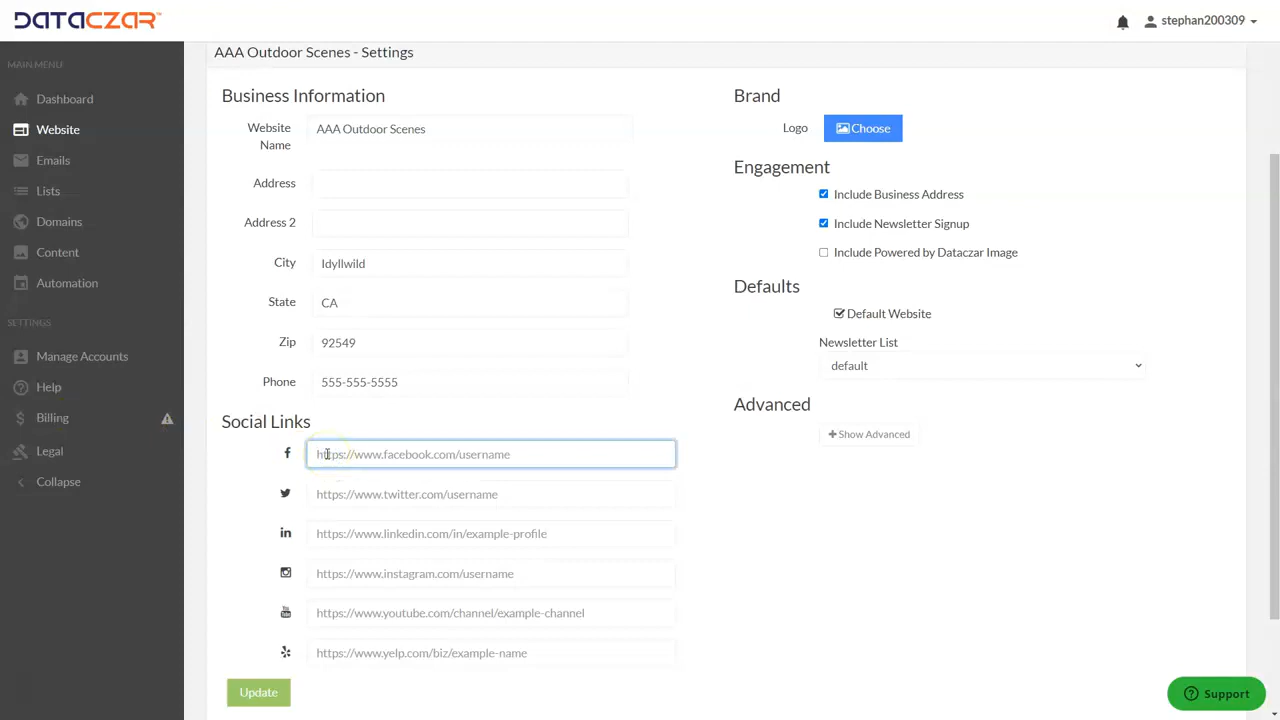 DATACZAR
stephan200309
MAIN MENU
Dashboard
Website
Emails
Lists
Domains
Content
Automation
SETTINGS
Manage Accounts
Help
Billing
Legal
Collapse
AAA Outdoor Scenes - Settings
Business Information
Website
Name
AAA Outdoor Scenes
Address
Address 2
City
Idyllwild
State
CA
Zip
92549
Phone
555-555-5555
Social Links
https://www.facebook.com/username
https://www.twitter.com/username
https://www.linkedin.com/in/example-profile
https://www.instagram.com/username
https://www.youtube.com/channel/example-channel
https://www.yelp.com/biz/example-name
Update
Brand
Logo
Choose
Engagement
Include Business Address
Include Newsletter Signup
Include Powered by Dataczar Image
Defaults
Default Website
Newsletter List
default
Advanced
+ Show Advanced
Support